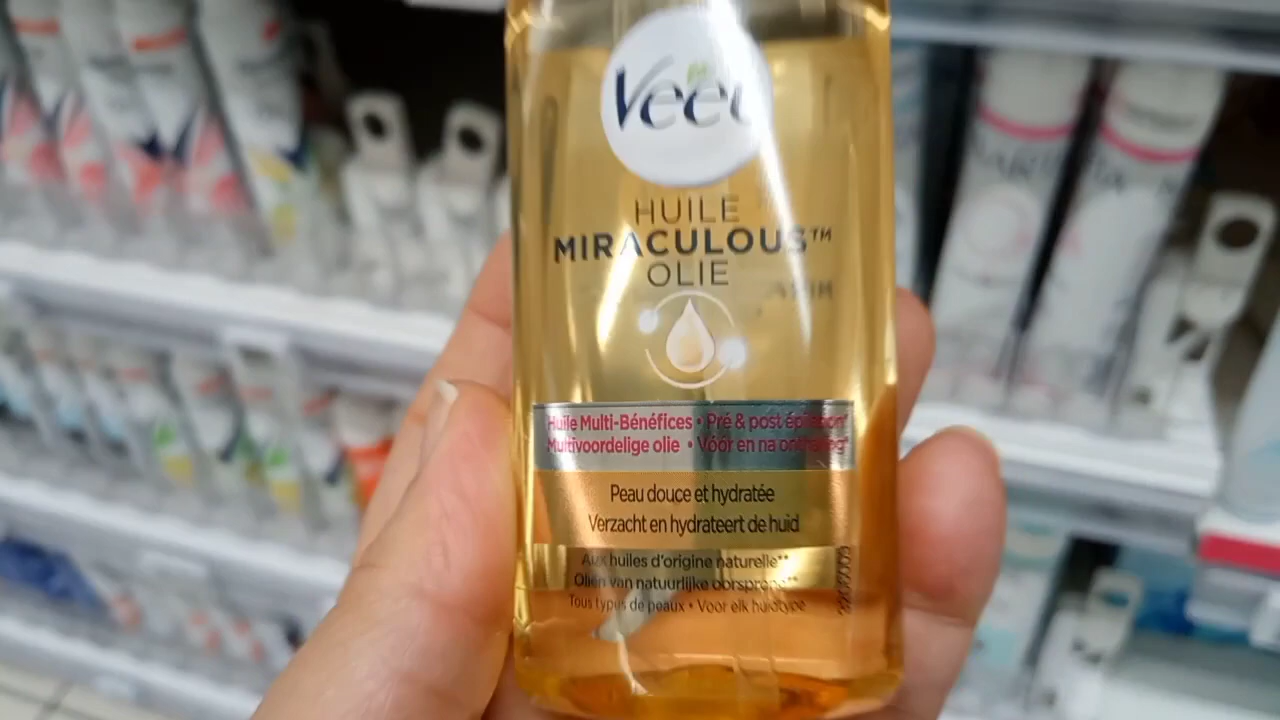 Veet
HUILE
MIRACULOUS™
OLIE
Huile Multi-Bénéfices • Pré & post épilation*
Multivoordelige olie • Vóór en na ontharing*
Peau douce et hydratée
Verzacht en hydrateert de huid
Aux huiles d'origine naturelle**
Oliën van natuurlijke oorsprong**
Tous types de peaux • Voor elk huidtype